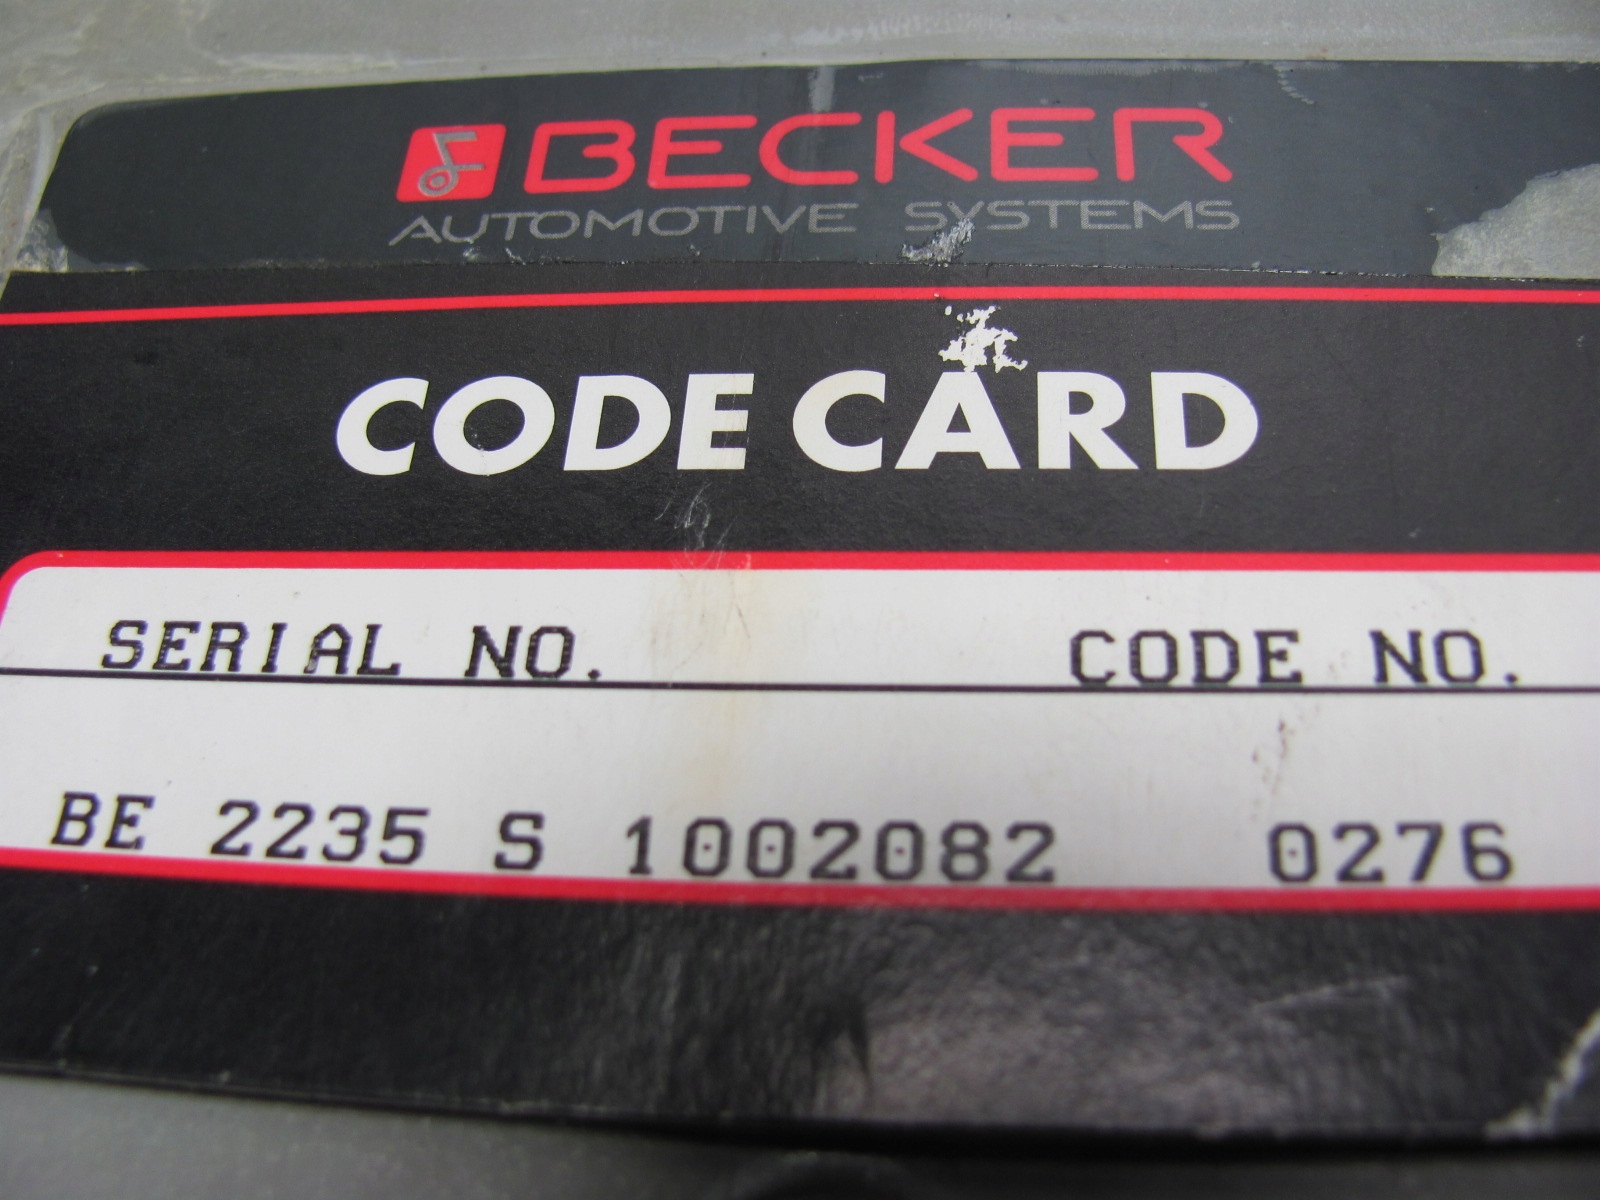 BECKER
AUTOMOTIVE SYSTEMS
CODE CARD
SERIAL NO. CODE NO.
BE 2235 S 1002082 0276